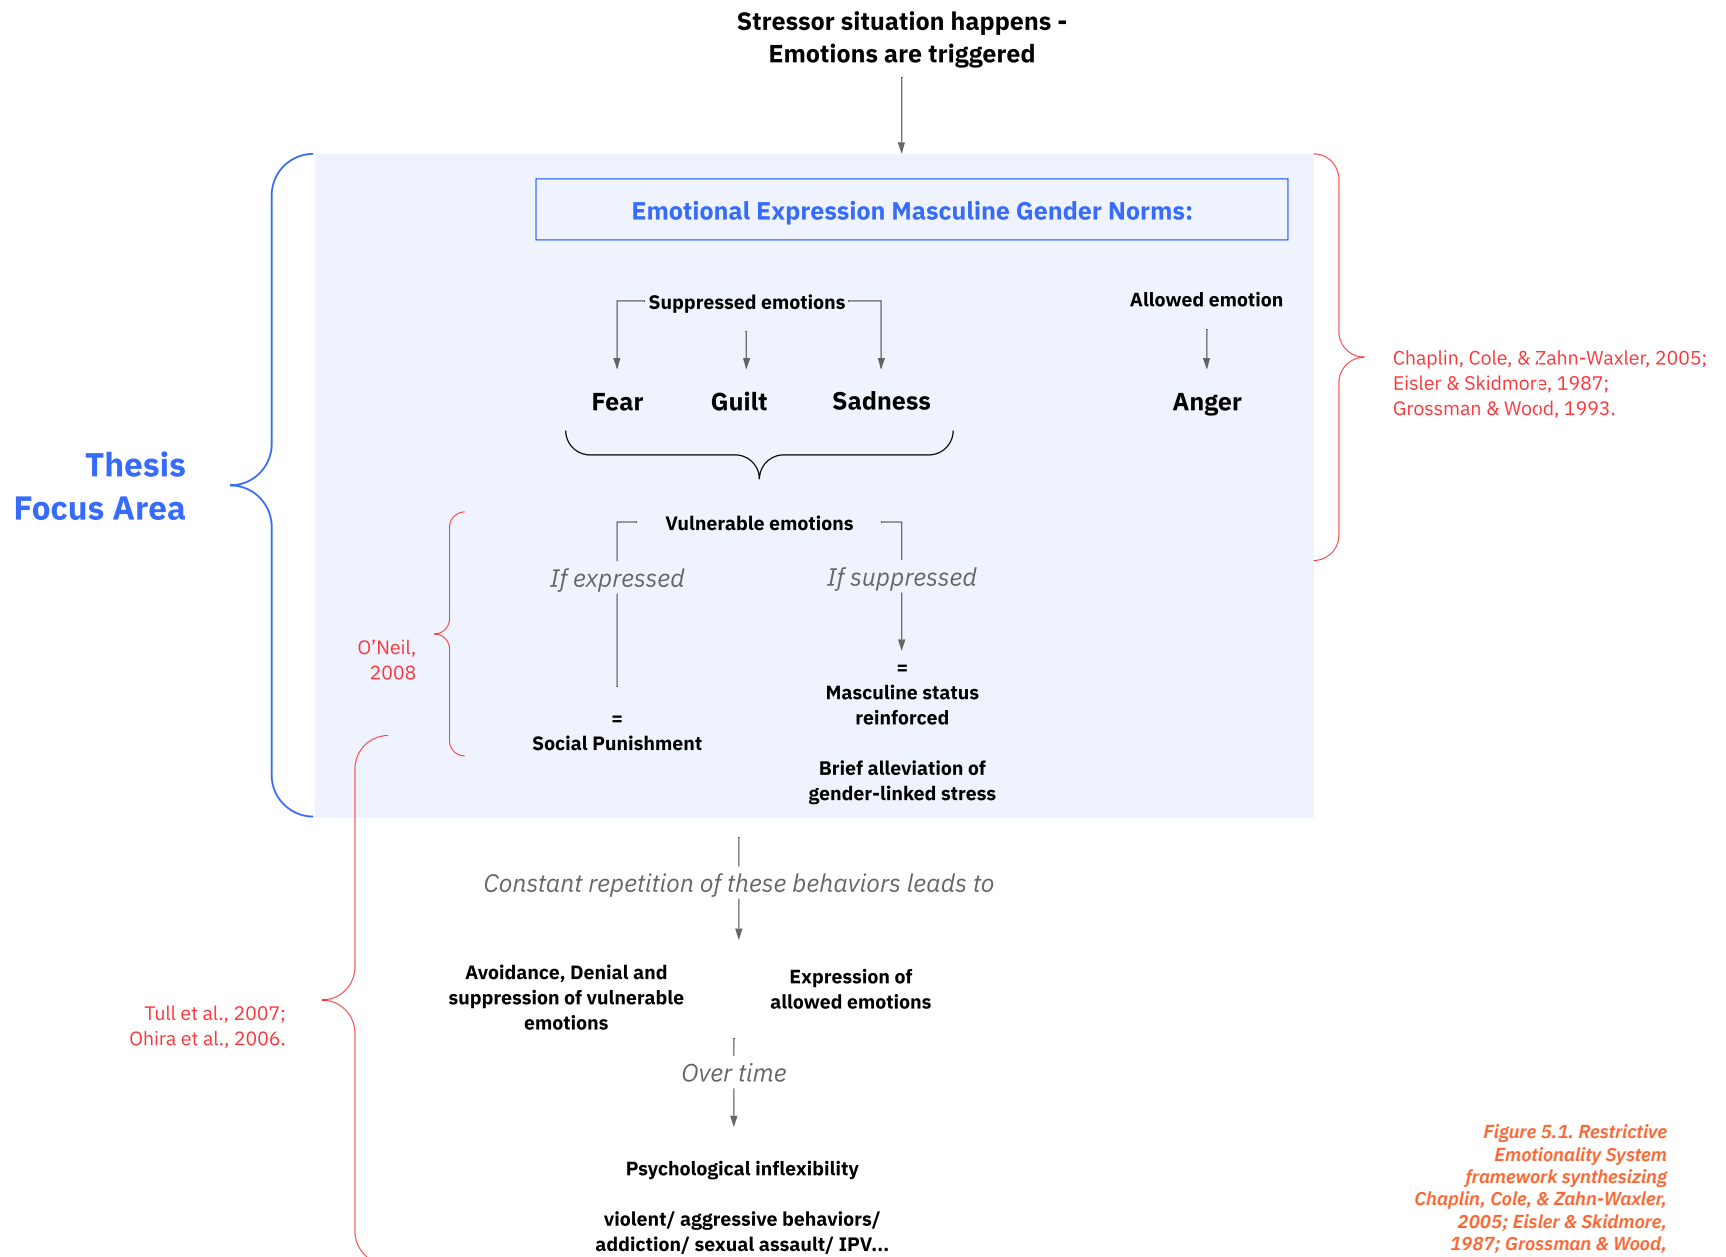 Stressor situation happens -
Emotions are triggered
Emotional Expression Masculine Gender Norms:
Suppressed emotions
Allowed emotion
Fear
Guilt
Sadness
Anger
Chaplin, Cole, & Zahn-Waxler, 2005;
Eisler & Skidmore, 1987;
Grossman & Wood, 1993.
Thesis
Focus Area
Vulnerable emotions
If expressed
If suppressed
O’Neil,
2008
=
Masculine status
reinforced
=
Social Punishment
Brief alleviation of
gender-linked stress
Constant repetition of these behaviors leads to
Avoidance, Denial and
suppression of vulnerable
emotions
Expression of
allowed emotions
Tull et al., 2007;
Ohira et al., 2006.
Over time
Psychological inflexibility
violent/ aggressive behaviors/
addiction/ sexual assault/ IPV...
Figure 5.1. Restrictive
Emotionality System
framework synthesizing
Chaplin, Cole, & Zahn-Waxler,
2005; Eisler & Skidmore,
1987; Grossman & Wood,